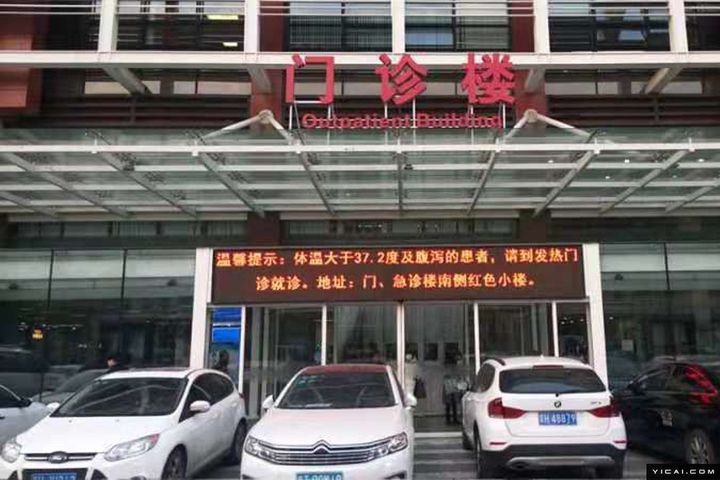 门诊楼
Outpatient Building
温馨提示：体温大于37.2度及腹泻的患者，请到发热门
诊就诊。地址：门、急诊楼南侧红色小楼。
YICAI.COM